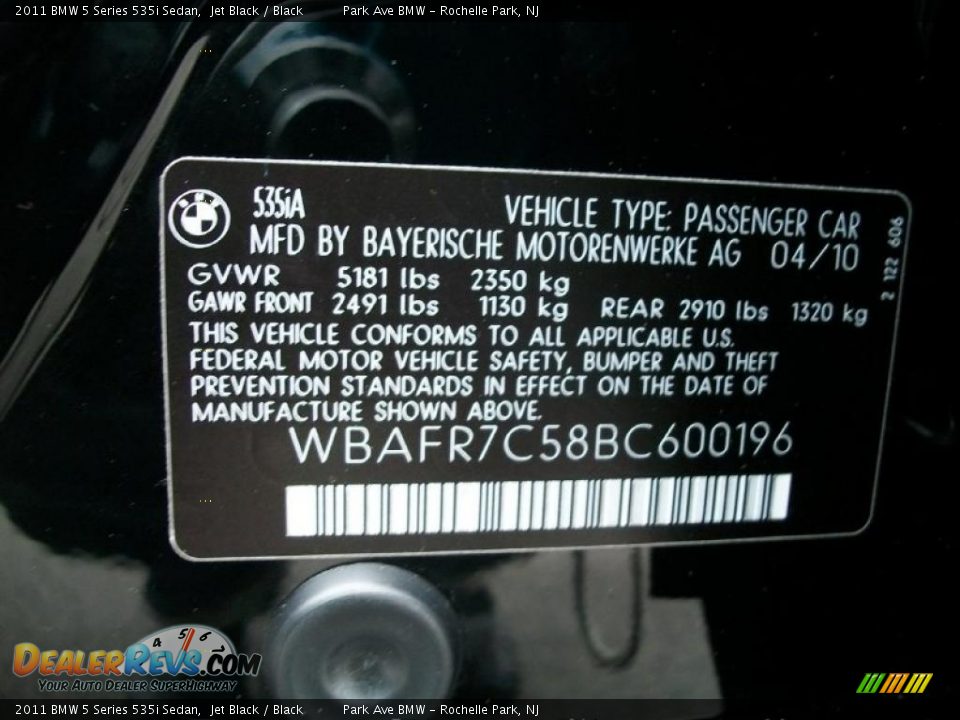 2011 BMW 5 Series 535i Sedan, Jet Black / Black Park Ave BMW - Rochelle Park, NJ
BMW
535iA
VEHICLE TYPE: PASSENGER CAR
MFD BY BAYERISCHE MOTORENWERKE AG 04/10
2 122 606
GVWR 5181 lbs 2350 kg
GAWR FRONT 2491 lbs 1130 kg REAR 2910 lbs 1320 kg
THIS VEHICLE CONFORMS TO ALL APPLICABLE U.S.
FEDERAL MOTOR VEHICLE SAFETY, BUMPER AND THEFT
PREVENTION STANDARDS IN EFFECT ON THE DATE OF
MANUFACTURE SHOWN ABOVE.
WBAFR7C58BC600196
4 5 6
DEALERREVS.COM
YOUR AUTO DEALER SUPERHIGHWAY
2011 BMW 5 Series 535i Sedan, Jet Black / Black Park Ave BMW - Rochelle Park, NJ